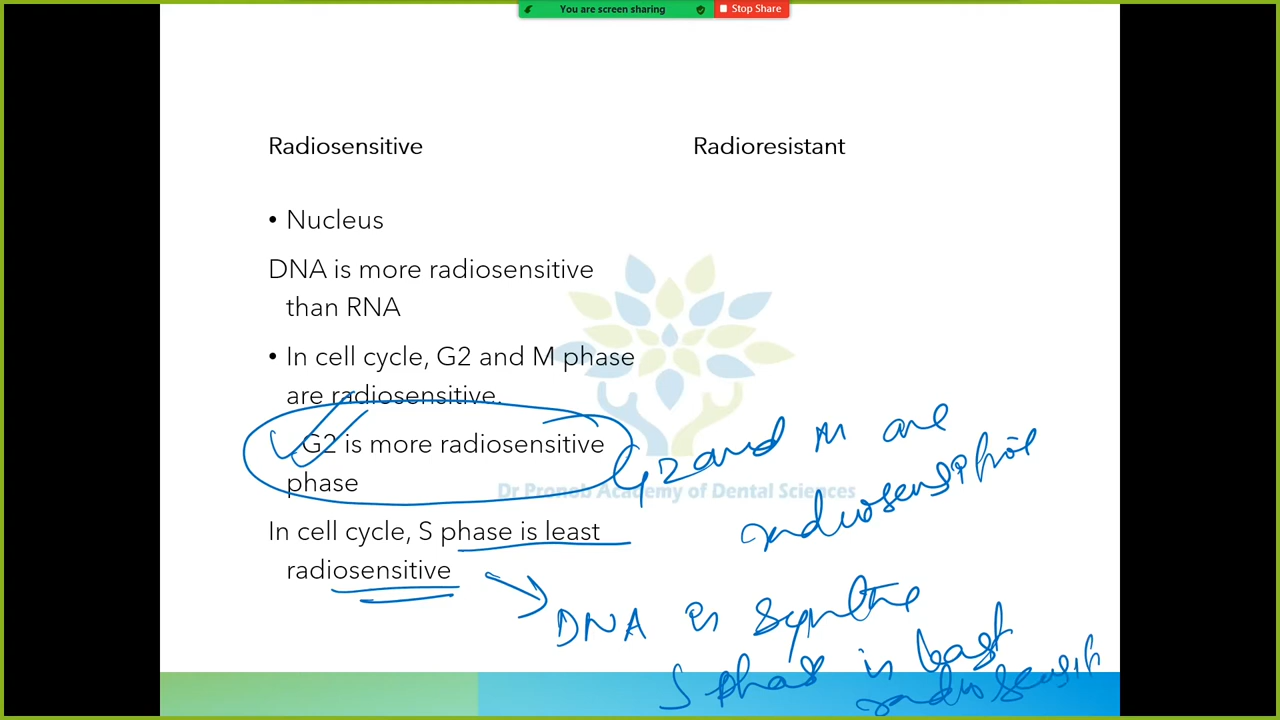 You are screen sharing
Stop Share
Radiosensitive
Radioresistant
• Nucleus
DNA is more radiosensitive
than RNA
• In cell cycle, G2 and M phase
are radiosensitive.
G2 is more radiosensitive
phase
In cell cycle, S phase is least
radiosensitive
Dr Pronob Academy of Dental Sciences
G2 and M are
DNA is
S phase is least